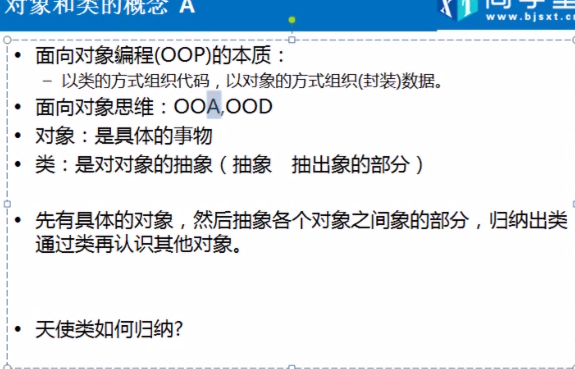 对象和类的概念 A
www.bjsxt.c
• 面向对象编程(OOP)的本质：
– 以类的方式组织代码，以对象的方式组织(封装)数据。
• 面向对象思维：OOA,OOD
• 对象：是具体的事物
• 类：是对对象的抽象（抽象 抽出象的部分）
• 先有具体的对象，然后抽象各个对象之间象的部分，归纳出类
通过类再认识其他对象。
• 天使类如何归纳?